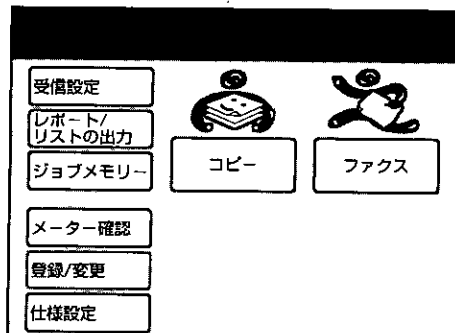 受信設定
レポート/
リストの出力
ジョブメモリー
コピー
ファクス
メーター確認
登録/変更
仕様設定